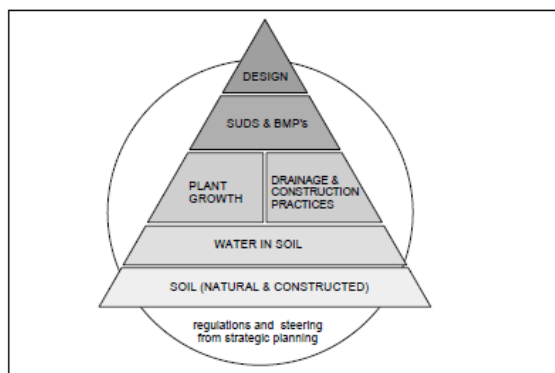 DESIGN
SUDS & BMP's
PLANT
GROWTH
DRAINAGE &
CONSTRUCTION
PRACTICES
WATER IN SOIL
SOIL (NATURAL & CONSTRUCTED)
regulations and steering
from strategic planning